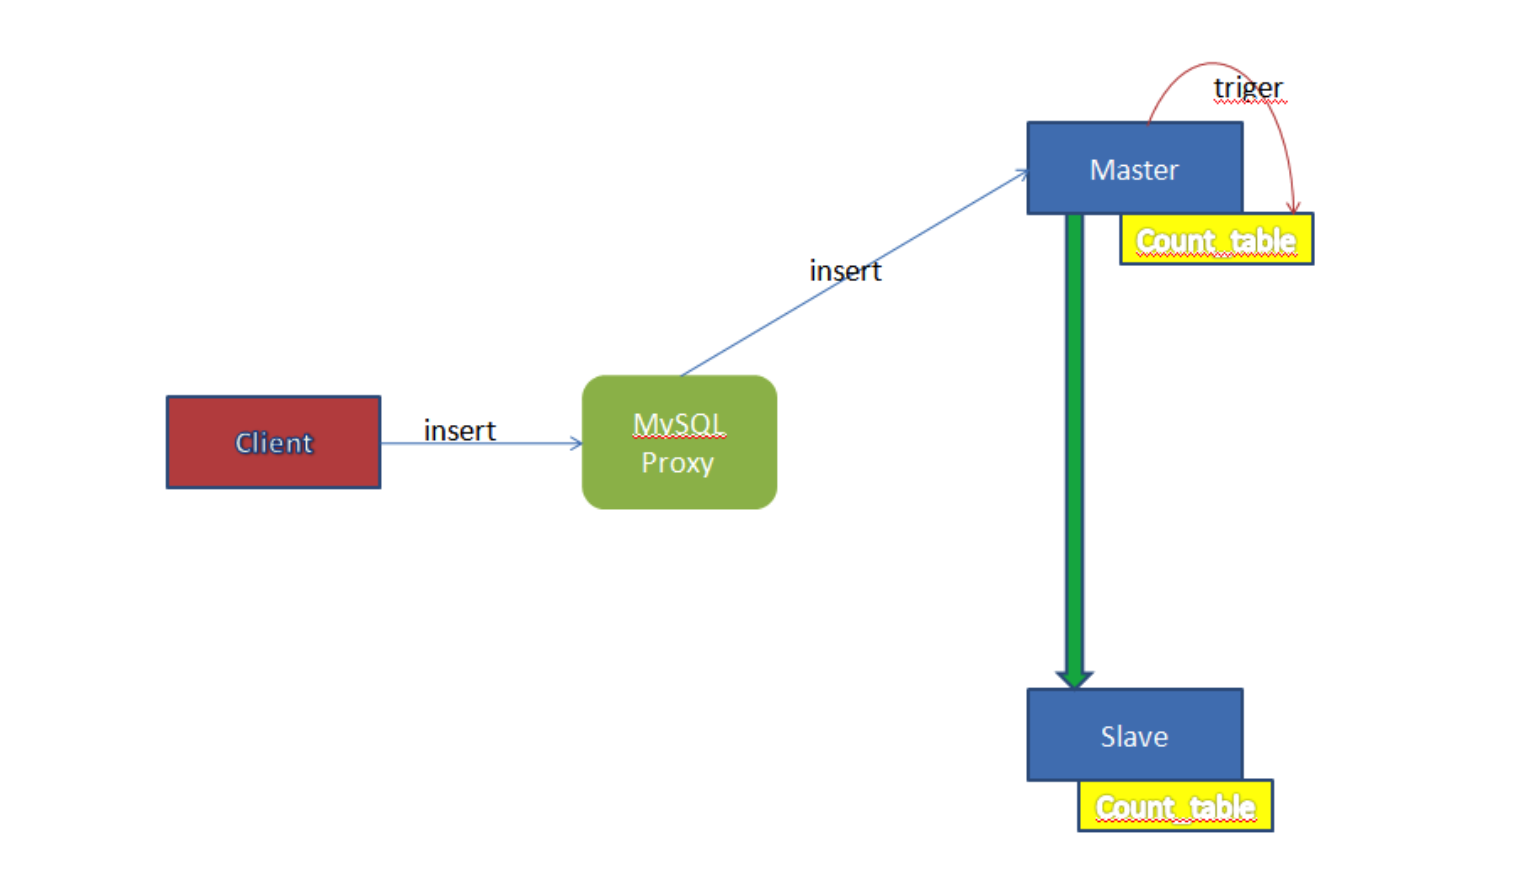 triger
Master
Count_table
insert
insert
Client
MySQL
Proxy
Slave
Count_table